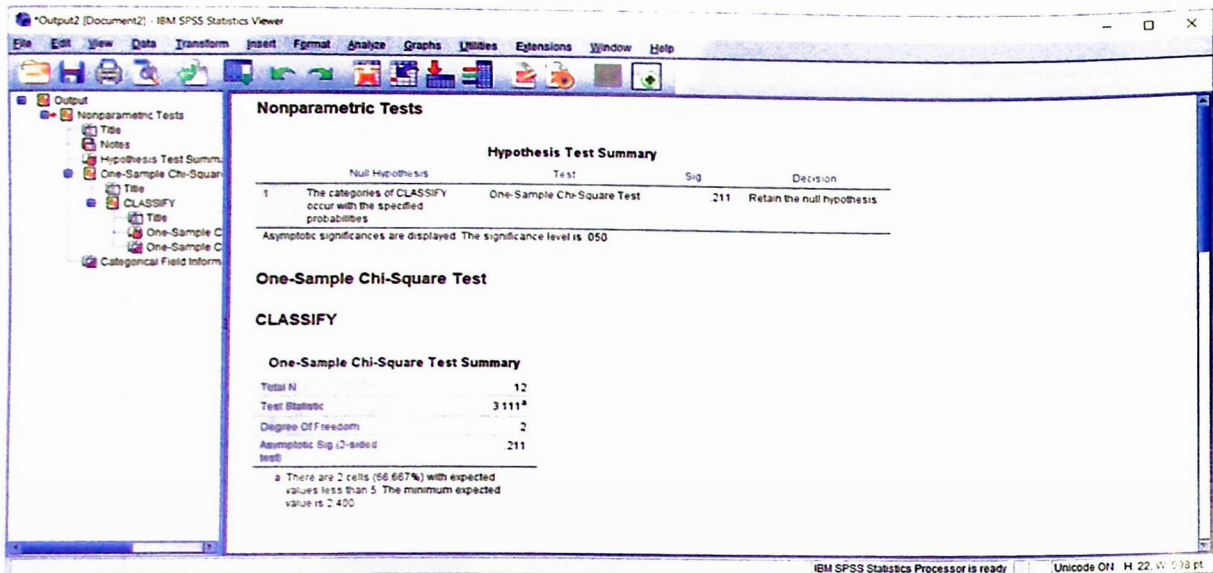 *Output2 [Document2] - IBM SPSS Statistics Viewer
File Edit View Data Transform Insert Format Analyze Graphs Utilities Extensions Window Help
Output
Nonparametric Tests
Title
Notes
Hypothesis Test Summ
One-Sample Chi-Squar
Title
CLASSIFY
Title
One-Sample C
One-Sample C
Categorical Field Inform
Nonparametric Tests
Hypothesis Test Summary
Null Hypothesis Test Sig Decision
1 The categories of CLASSIFY One-Sample Chi-Square Test .211 Retain the null hypothesis
occur with the specified
probabilities
Asymptotic significances are displayed. The significance level is .050
One-Sample Chi-Square Test
CLASSIFY
One-Sample Chi-Square Test Summary
Total N 12
Test Statistic 3.111a
Degree Of Freedom 2
Asymptotic Sig.(2-sided .211
test)
a There are 2 cells (66.667%) with expected
values less than 5. The minimum expected
value is 2.400
IBM SPSS Statistics Processor is ready Unicode ON H: 22, W: pt